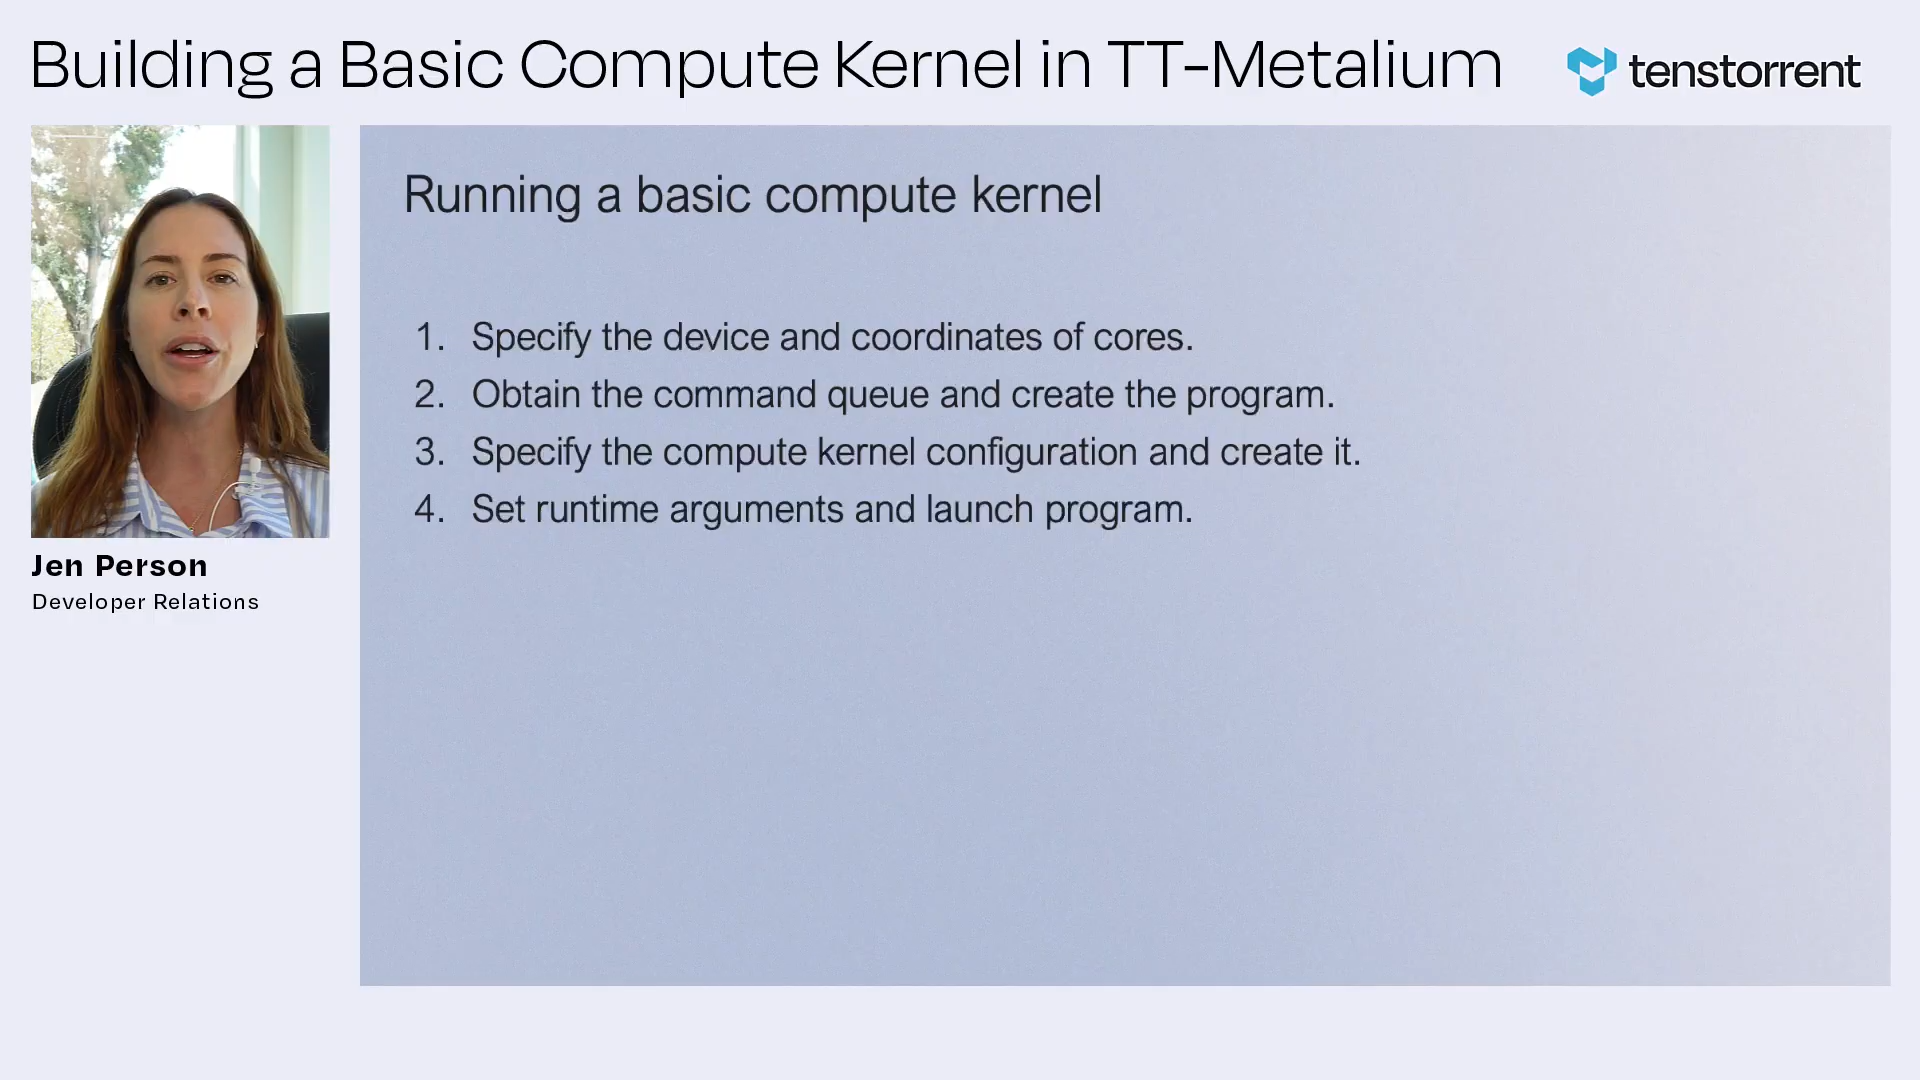 Building a Basic Compute Kernel in TT-Metalium
tenstorrent
Running a basic compute kernel
1. Specify the device and coordinates of cores.
2. Obtain the command queue and create the program.
3. Specify the compute kernel configuration and create it.
4. Set runtime arguments and launch program.
Jen Person
Developer Relations